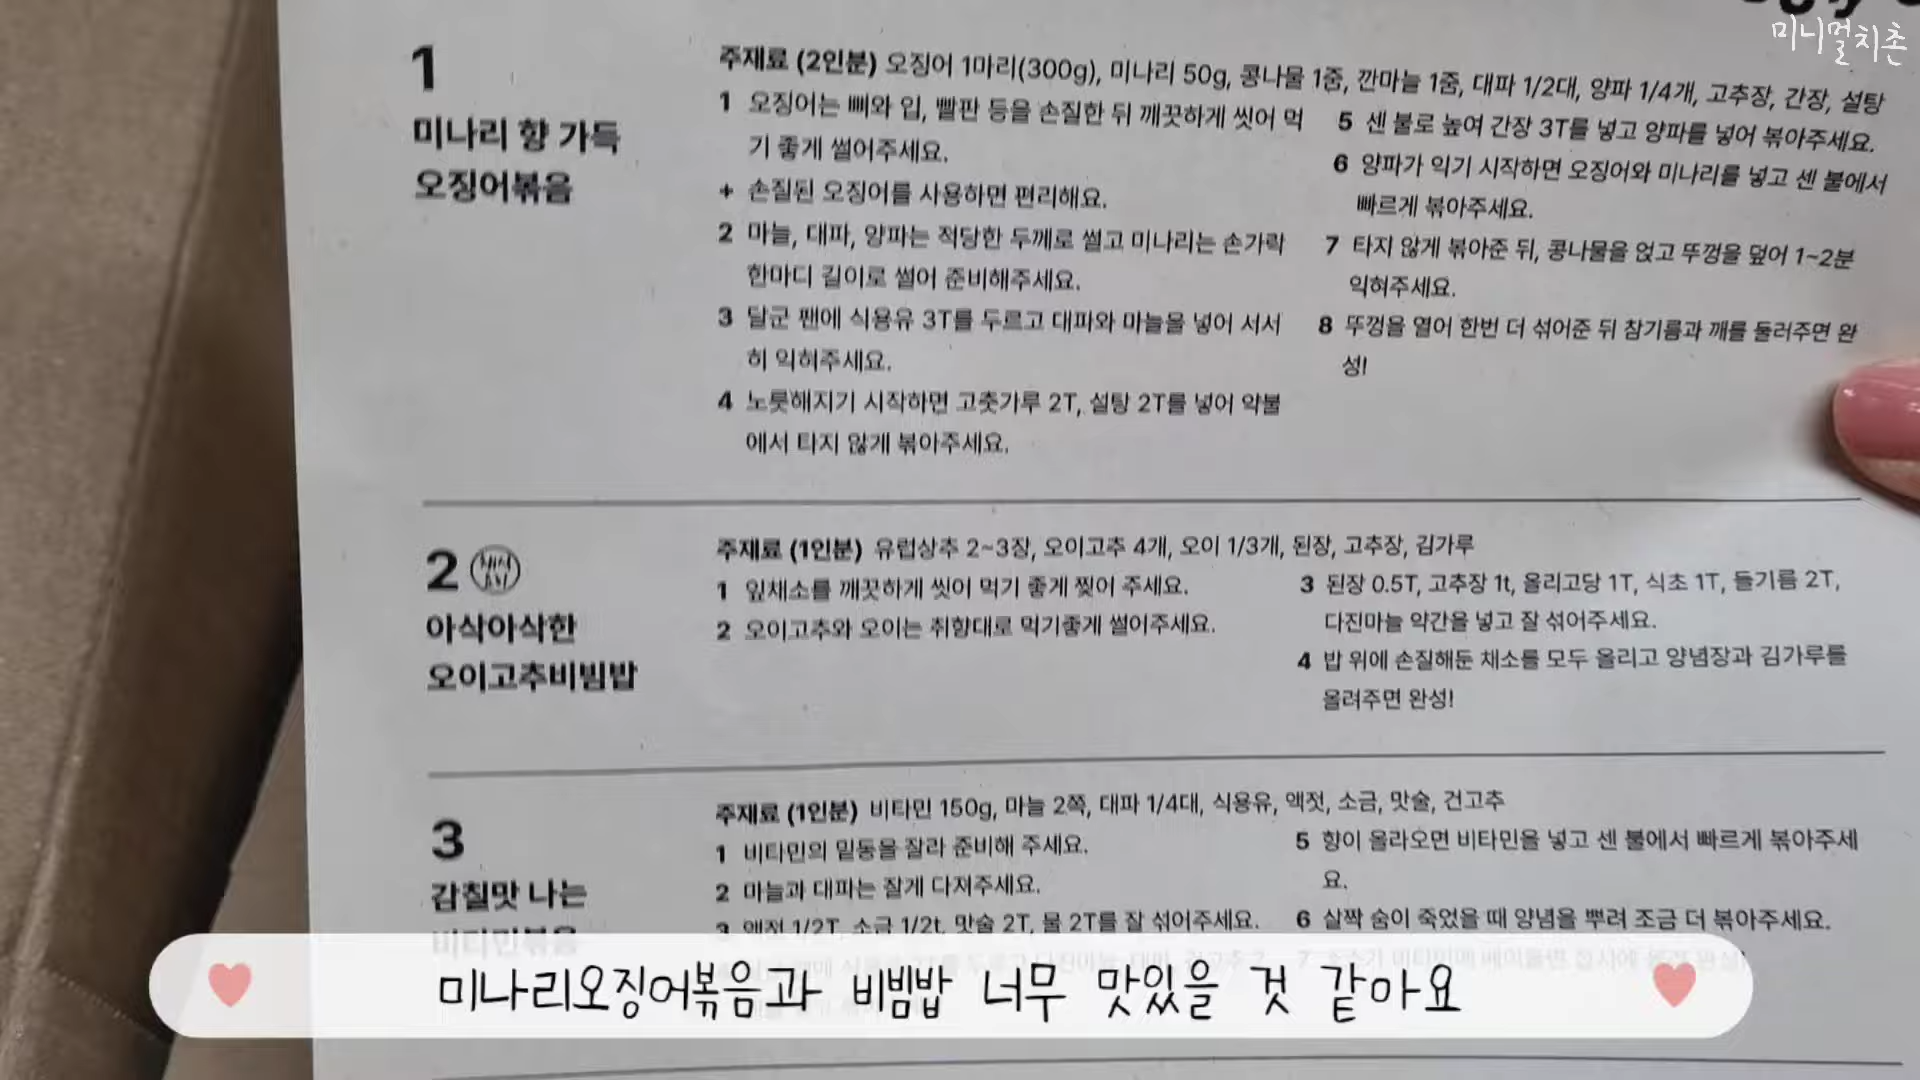 미니멀치촌
1
미나리 향 가득
오징어볶음
주재료 (2인분) 오징어 1마리(300g), 미나리 50g, 콩나물 1줌, 깐마늘 1줌, 대파 1/2대, 양파 1/4개, 고추장, 간장, 설탕
1 오징어는 뼈와 입, 빨판 등을 손질한 뒤 깨끗하게 씻어 먹
기 좋게 썰어주세요.
+ 손질된 오징어를 사용하면 편리해요.
2 마늘, 대파, 양파는 적당한 두께로 썰고 미나리는 손가락
한마디 길이로 썰어 준비해주세요.
3 달군 팬에 식용유 3T를 두르고 대파와 마늘을 넣어 서서
히 익혀주세요.
4 노릇해지기 시작하면 고춧가루 2T, 설탕 2T를 넣어 약불
에서 타지 않게 볶아주세요.
5 센 불로 높여 간장 3T를 넣고 양파를 넣어 볶아주세요.
6 양파가 익기 시작하면 오징어와 미나리를 넣고 센 불에서
빠르게 볶아주세요.
7 타지 않게 볶아준 뒤, 콩나물을 얹고 뚜껑을 덮어 1~2분
익혀주세요.
8 뚜껑을 열어 한번 더 섞어준 뒤 참기름과 깨를 둘러주면 완
성!
2
아삭아삭한
오이고추비빔밥
주재료 (1인분) 유럽상추 2~3장, 오이고추 4개, 오이 1/3개, 된장, 고추장, 김가루
1 잎채소를 깨끗하게 씻어 먹기 좋게 찢어 주세요.
2 오이고추와 오이는 취향대로 먹기좋게 썰어주세요.
3 된장 0.5T, 고추장 1t, 올리고당 1T, 식초 1T, 들기름 2T,
다진마늘 약간을 넣고 잘 섞어주세요.
4 밥 위에 손질해둔 채소를 모두 올리고 양념장과 김가루를
올려주면 완성!
3
감칠맛 나는
비타민볶음
주재료 (1인분) 비타민 150g, 마늘 2쪽, 대파 1/4대, 식용유, 액젓, 소금, 맛술, 건고추
1 비타민의 밑동을 잘라 준비해 주세요.
2 마늘과 대파는 잘게 다져주세요.
3 액젓 1/2T, 소금 1/2t, 맛술 2T, 물 2T를 잘 섞어주세요.
5 향이 올라오면 비타민을 넣고 센 불에서 빠르게 볶아주세
요.
6 살짝 숨이 죽었을 때 양념을 뿌려 조금 더 볶아주세요.
미나리오징어볶음과 비빔밥 너무 맛있을 것 같아요